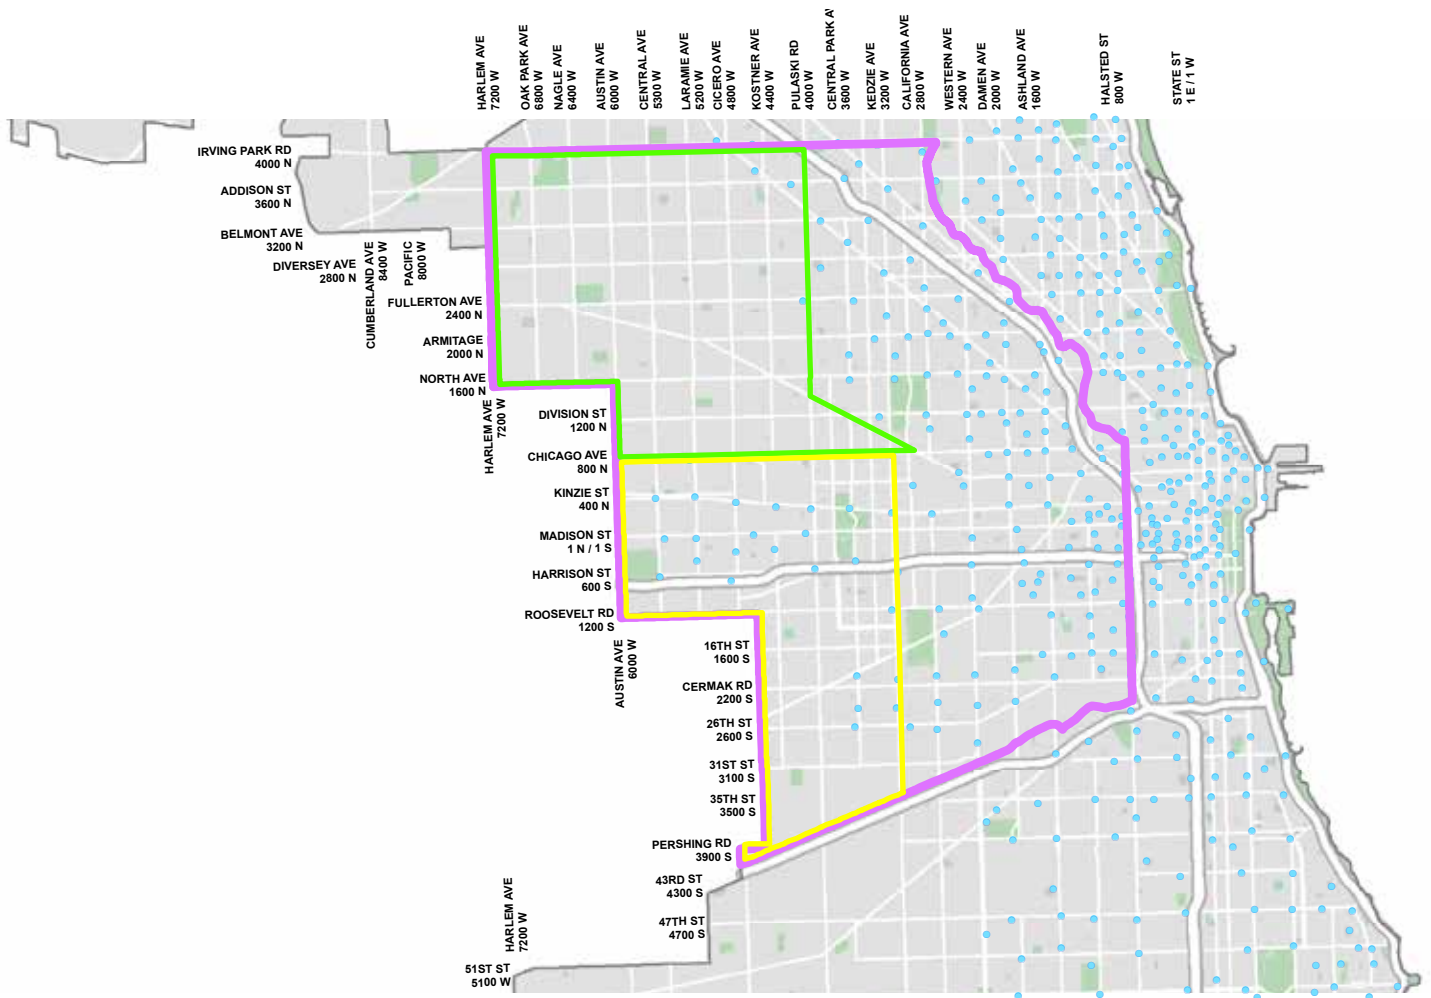 HARLEM AVE
7200 W
OAK PARK AVE
6800 W
NAGLE AVE
6400 W
AUSTIN AVE
6000 W
CENTRAL AVE
5300 W
LARAMIE AVE
5200 W
CICERO AVE
4800 W
KOSTNER AVE
4400 W
PULASKI RD
4000 W
CENTRAL PARK A
3600 W
KEDZIE AVE
3200 W
CALIFORNIA AVE
2800 W
WESTERN AVE
2400 W
DAMEN AVE
2000 W
ASHLAND AVE
1600 W
HALSTED ST
800 W
STATE ST
1 E / 1 W
IRVING PARK RD
4000 N
ADDISON ST
3600 N
BELMONT AVE
3200 N
DIVERSEY AVE
2800 N
CUMBERLAND AVE
8400 W
PACIFIC
8000 W
FULLERTON AVE
2400 N
ARMITAGE
2000 N
NORTH AVE
1600 N
HARLEM AVE
7200 W
DIVISION ST
1200 N
CHICAGO AVE
800 N
KINZIE ST
400 N
MADISON ST
1 N / 1 S
HARRISON ST
600 S
ROOSEVELT RD
1200 S
AUSTIN AVE
6000 W
16TH ST
1600 S
CERMAK RD
2200 S
26TH ST
2600 S
31ST ST
3100 S
35TH ST
3500 S
PERSHING RD
3900 S
43RD ST
4300 S
47TH ST
4700 S
HARLEM AVE
7200 W
51ST ST
5100 W